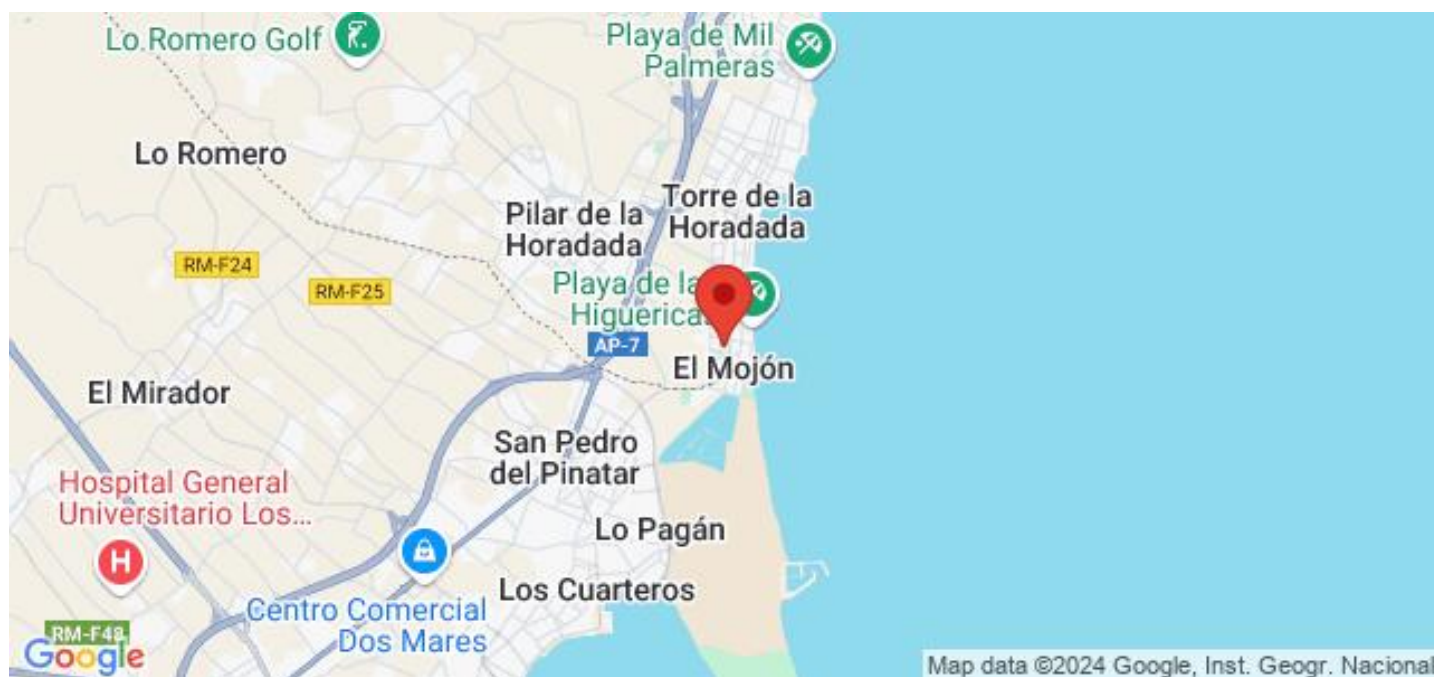 Lo Romero Golf
Playa de Mil
Palmeras
Lo Romero
Torre de la
Horadada
Pilar de la
Horadada
RM-F24
RM-F25
Playa de la
Higuerica
AP-7
El Mojón
El Mirador
San Pedro
del Pinatar
Hospital General
Universitario Los...
H
Lo Pagán
Los Cuarteros
Centro Comercial
Dos Mares
RM-F48
Google
Map data ©2024 Google, Inst. Geogr. Nacional